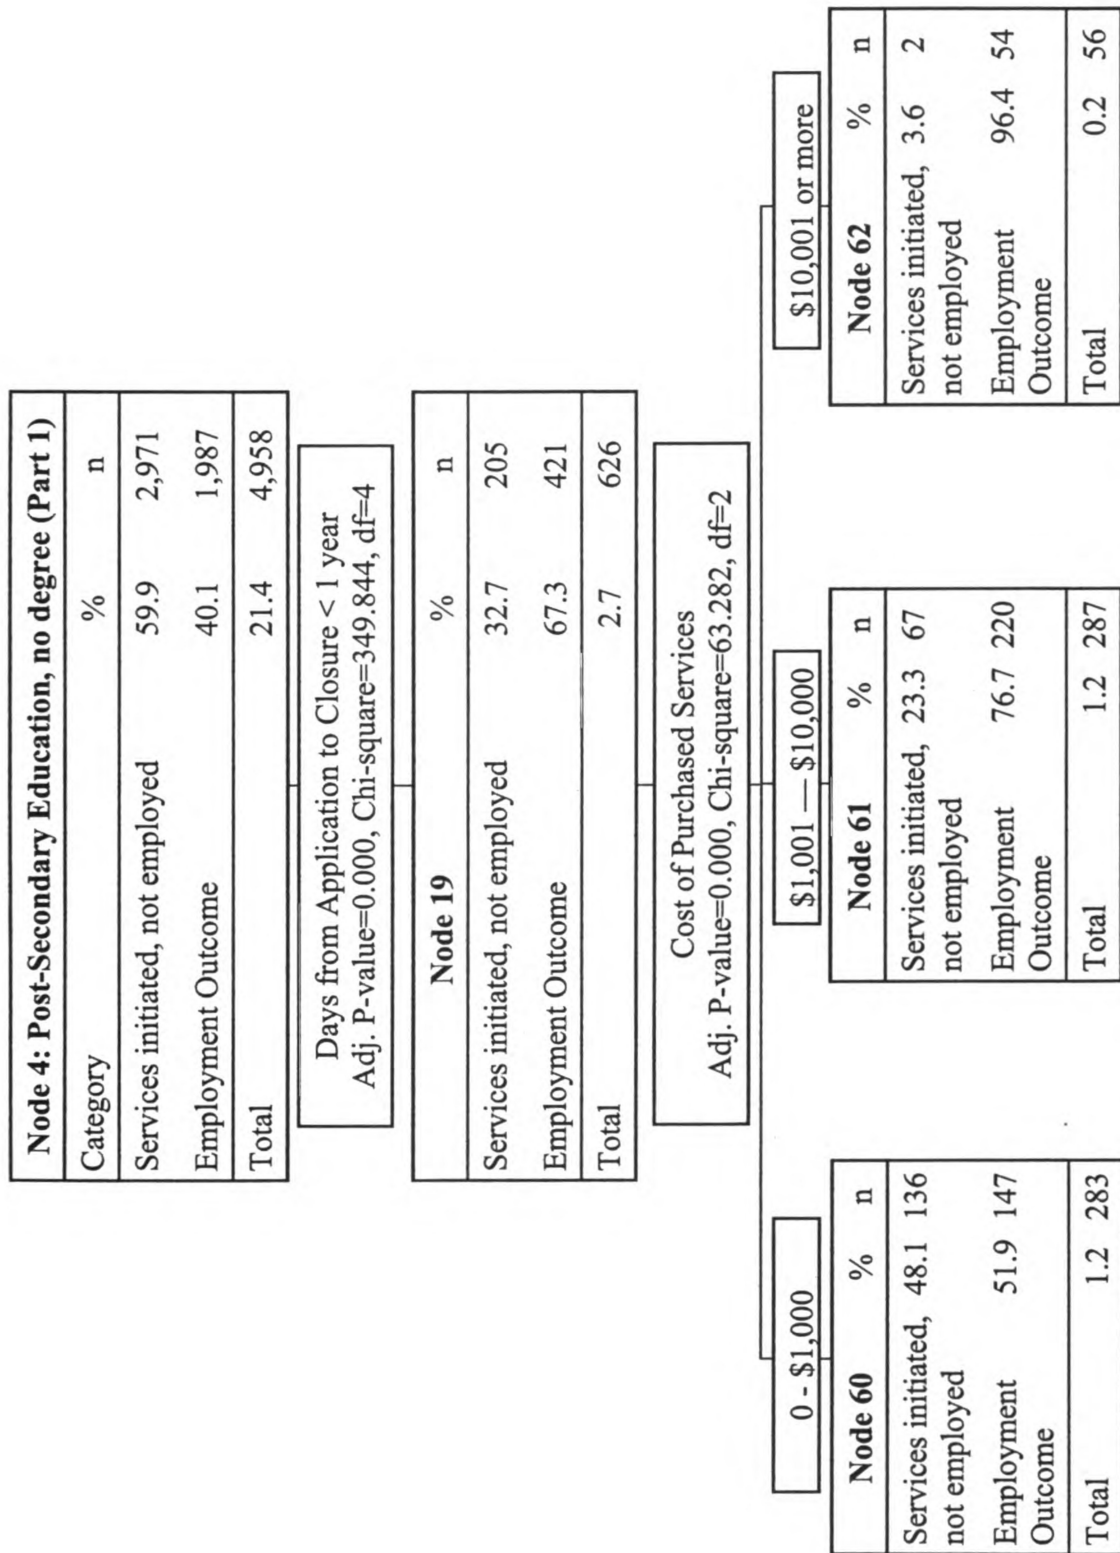 Node 4: Post-Secondary Education, no degree (Part 1)
Category % n
Services initiated, not employed 59.9 2,971
Employment Outcome 40.1 1,987
Total 21.4 4,958
Days from Application to Closure < 1 year
Adj. P-value=0.000, Chi-square=349.844, df=4
Node 19 % n
Services initiated, not employed 32.7 205
Employment Outcome 67.3 421
Total 2.7 626
Cost of Purchased Services
Adj. P-value=0.000, Chi-square=63.282, df=2
0 - $1,000
Node 60 % n
Services initiated, 48.1 136
not employed
Employment 51.9 147
Outcome
Total 1.2 283
$1,001 — $10,000
Node 61 % n
Services initiated, 23.3 67
not employed
Employment 76.7 220
Outcome
Total 1.2 287
$10,001 or more
Node 62 % n
Services initiated, 3.6 2
not employed
Employment 96.4 54
Outcome
Total 0.2 56